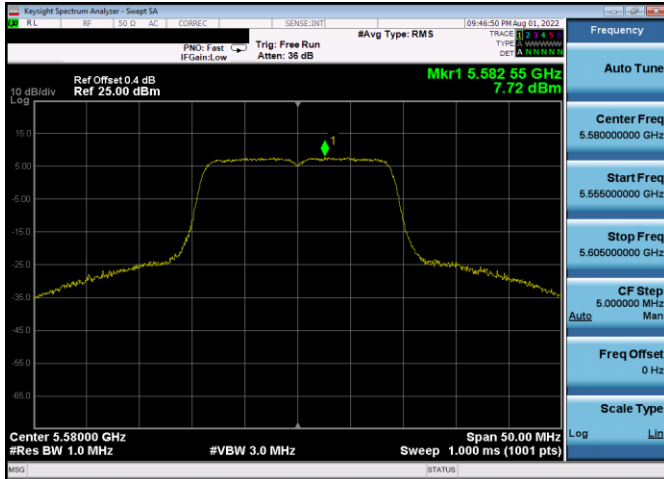 Keysight Spectrum Analyzer - Swept SA
RL RF 50 Ω AC CORREC SENSE:INT 09:46:50 PM Aug 01, 2022
#Avg Type: RMS TRACE 1 2 3 4 5 6
PNO: Fast Trig: Free Run TYPE A WWWWW
IFGain:Low Atten: 36 dB DET A N N N N N
Mkr1 5.582 55 GHz
7.72 dBm
Ref Offset 0.4 dB
10 dB/div Ref 25.00 dBm
Log
15.0
5.00
-5.00
-15.0
-25.0
-35.0
-45.0
-55.0
-65.0
1
Center 5.58000 GHz Span 50.00 MHz
#Res BW 1.0 MHz #VBW 3.0 MHz Sweep 1.000 ms (1001 pts)
MSG STATUS
Frequency
Auto Tune
Center Freq
5.580000000 GHz
Start Freq
5.555000000 GHz
Stop Freq
5.605000000 GHz
CF Step
5.000000 MHz
Auto Man
Freq Offset
0 Hz
Scale Type
Log Lin